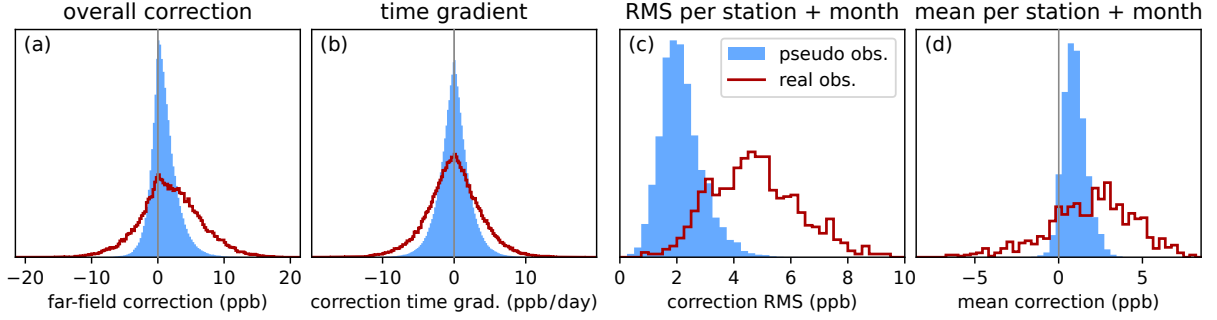 overall correction
time gradient
RMS per station + month
mean per station + month
(a)
(b)
(c)
(d)
pseudo obs.
real obs.
−20 −10 0 10 20
−10 0 10
0 2 4 6 8 10
−5 0 5
far-field correction (ppb)
correction time grad. (ppb/day)
correction RMS (ppb)
mean correction (ppb)